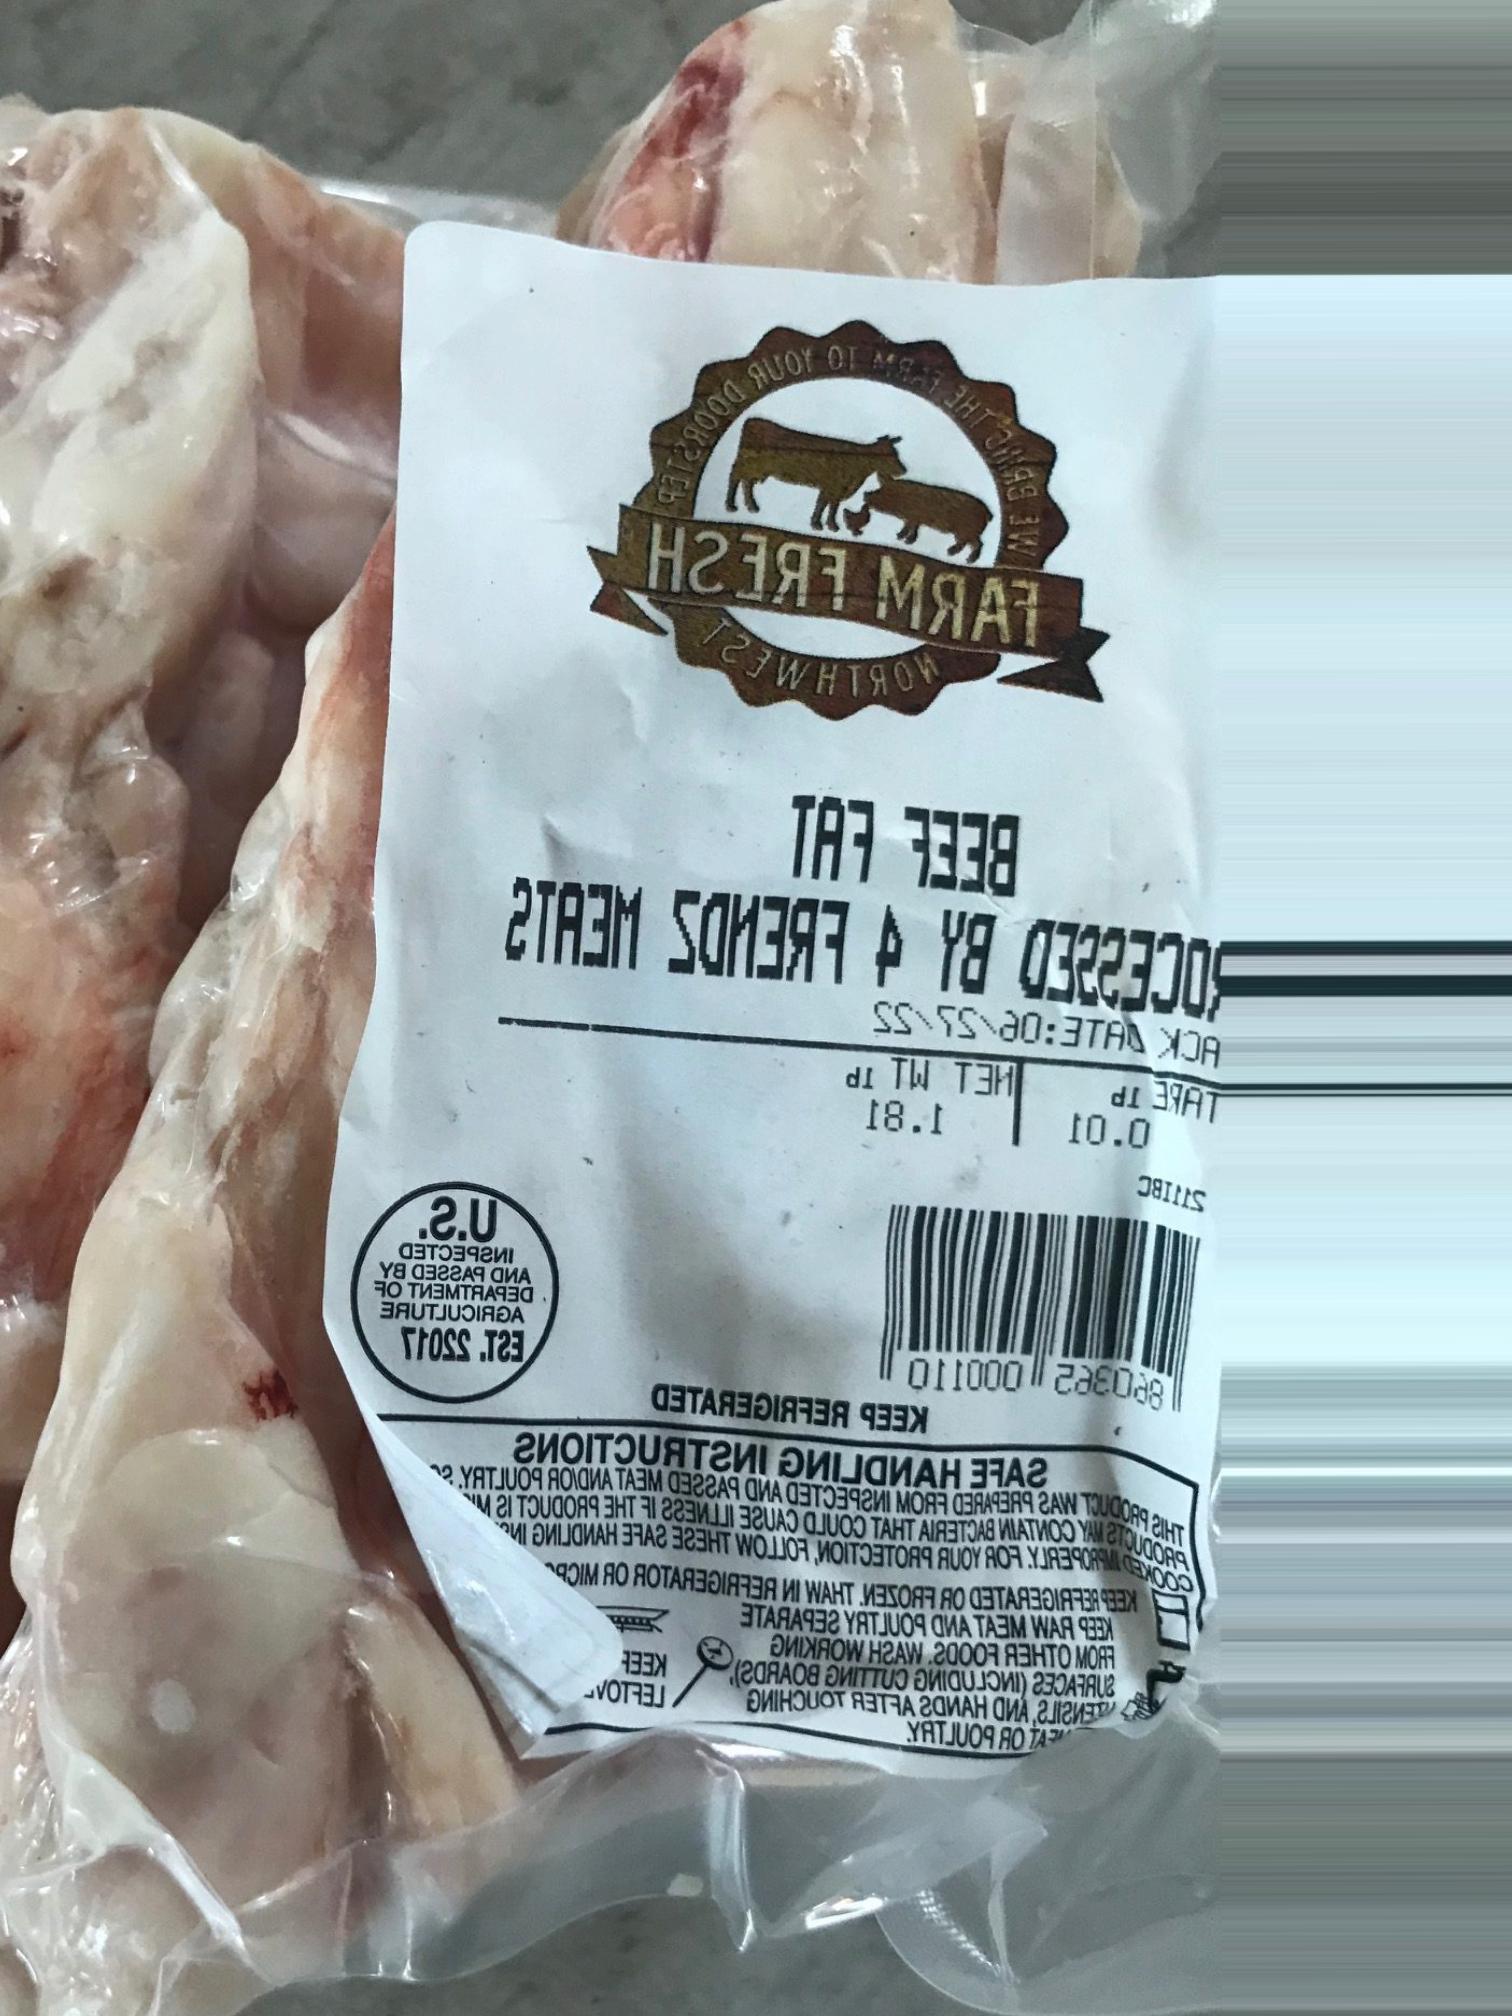 WE BRING THE FARM TO YOUR DOORSTEP
FARM FRESH
NORTHWEST
BEEF FAT
OCESSED BY 4 FRENDZ MEATS
ACK DATE:06/27/22
TARE lb NET WT lb
0.01 1.81
211IBC
860365 000110
U.S.
INSPECTED
AND PASSED BY
DEPARTMENT OF
AGRICULTURE
EST. 22017
KEEP REFRIGERATED
SAFE HANDLING INSTRUCTIONS
THIS PRODUCT WAS PREPARED FROM INSPECTED AND PASSED MEAT AND/OR POULTRY.
PRODUCTS MAY CONTAIN BACTERIA THAT COULD CAUSE ILLNESS IF THE PRODUCT IS
COOKED IMPROPERLY. FOR YOUR PROTECTION, FOLLOW THESE SAFE HANDLING
KEEP REFRIGERATED OR FROZEN. THAW IN REFRIGERATOR OR
KEEP RAW MEAT AND POULTRY SEPARATE
FROM OTHER FOODS. WASH WORKING
SURFACES (INCLUDING CUTTING BOARDS),
UTENSILS, AND HANDS AFTER TOUCHING
MEAT OR POULTRY.
KEEP